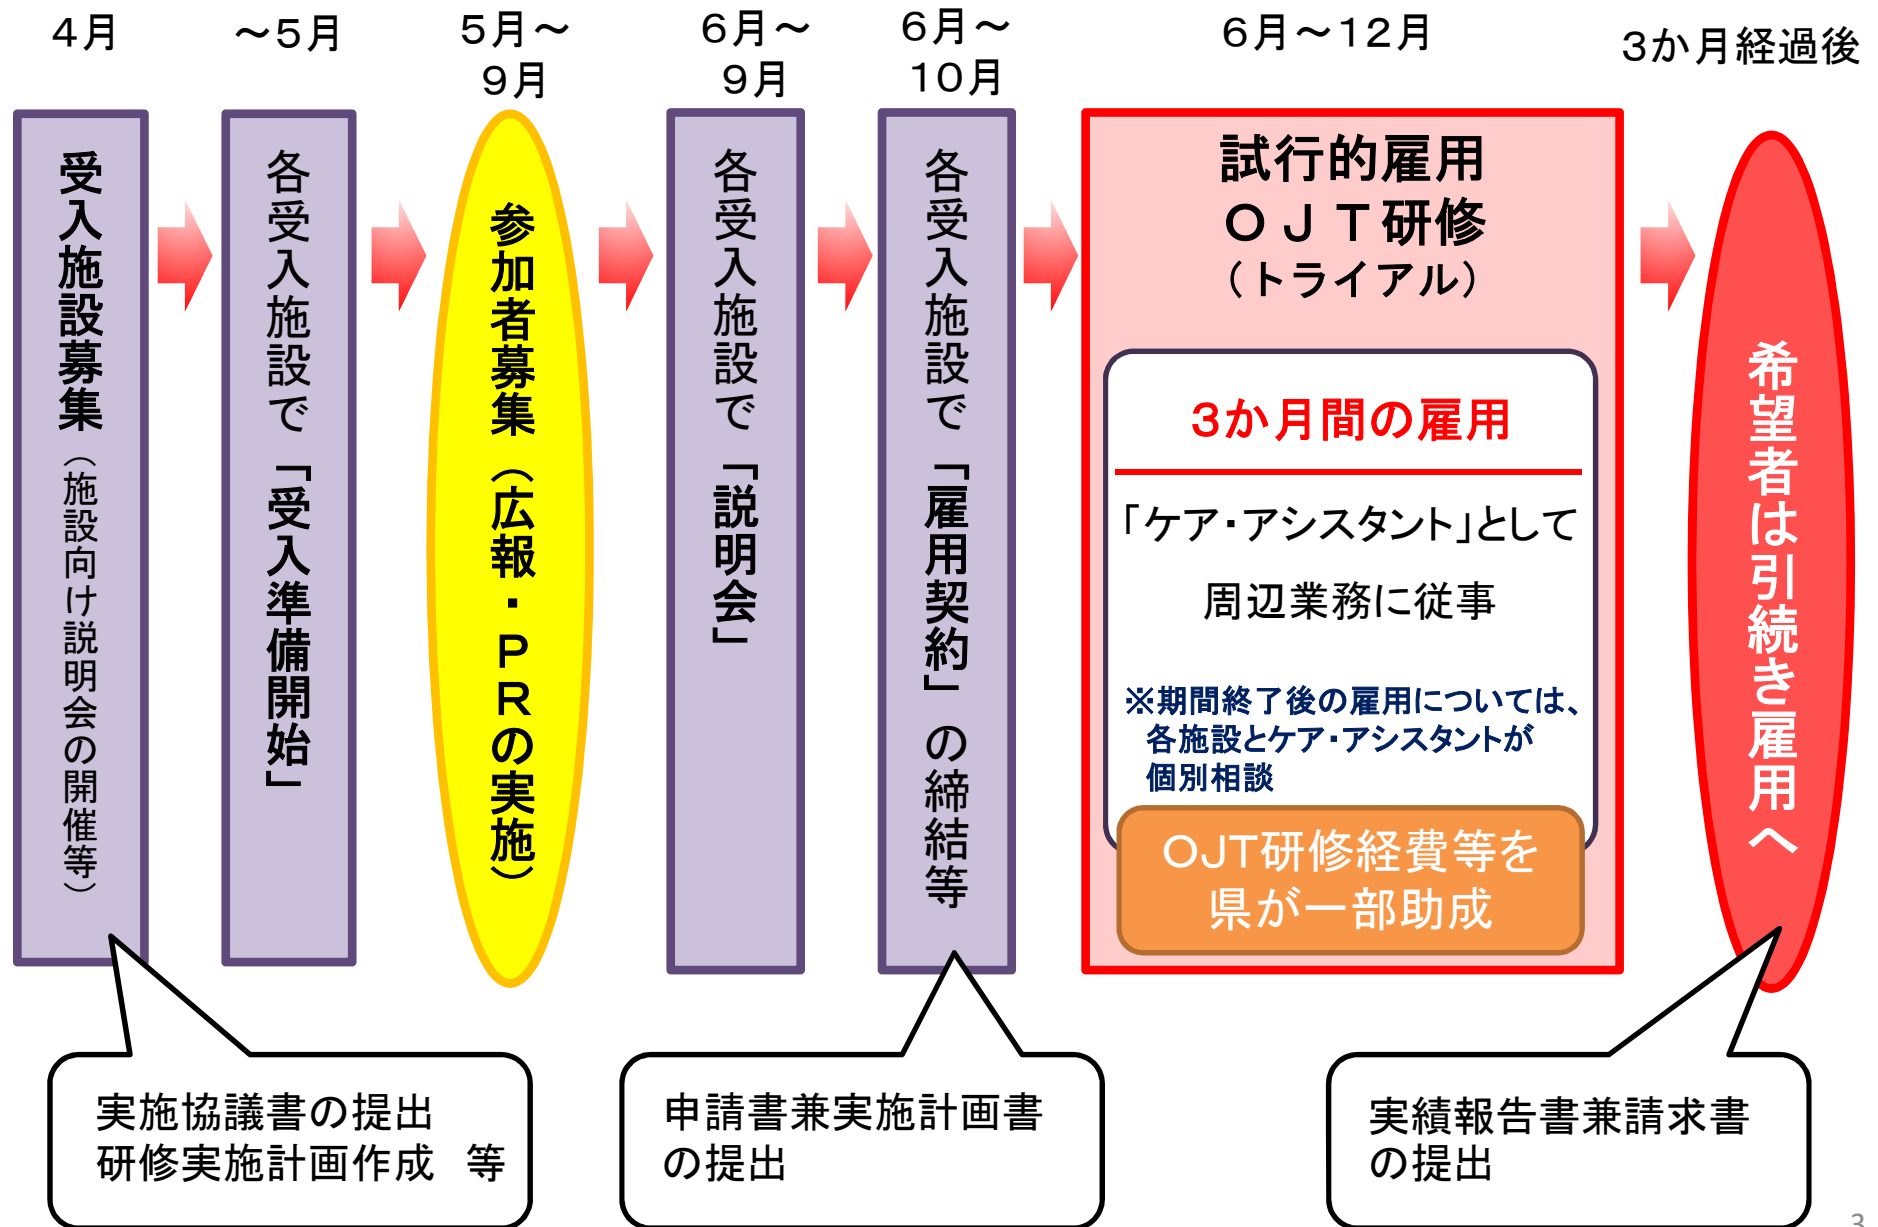 4月
～5月
5月～
9月
6月～
9月
6月～
10月
6月～12月
3か月経過後
受入施設募集（施設向け説明会の開催等）
各受入施設で「受入準備開始」
参加者募集（広報・PRの実施）
各受入施設で「説明会」
各受入施設で「雇用契約」の締結等
試行的雇用
OJT研修
（トライアル）
3か月間の雇用
「ケア・アシスタント」として
周辺業務に従事
※期間終了後の雇用については、
各施設とケア・アシスタントが
個別相談
OJT研修経費等を
県が一部助成
希望者は引続き雇用へ
実施協議書の提出
研修実施計画作成　等
申請書兼実施計画書
の提出
実績報告書兼請求書
の提出
3